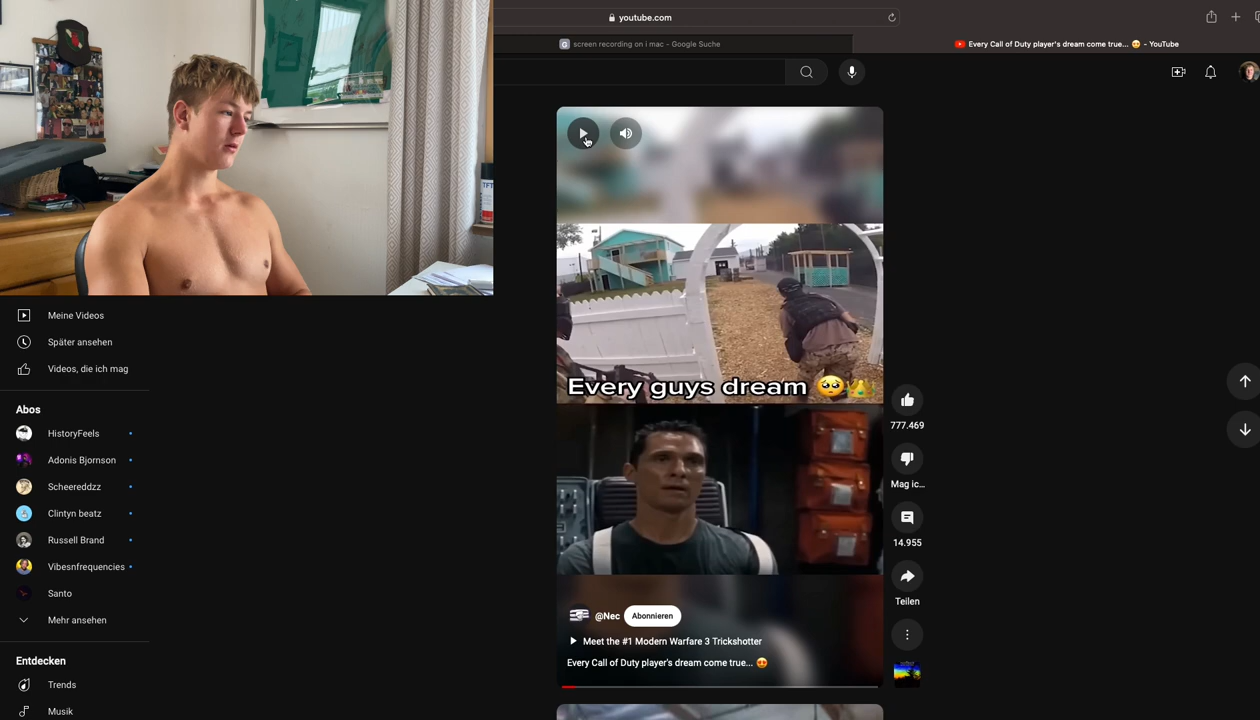 youtube.com
G screen recording on i mac - Google Suche
Every Call of Duty player's dream come true... 🥺 - YouTube
TFT
Every guys dream 🥺👑
Meine Videos
Später ansehen
Videos, die ich mag
Abos
HistoryFeels
Adonis Bjornson
Scheereddzz
Clintyn beatz
Russell Brand
Vibesnfrequencies
Santo
Mehr ansehen
Entdecken
Trends
Musik
777.469
Mag ic...
14.955
Teilen
@Nec Abonnieren
Meet the #1 Modern Warfare 3 Trickshotter
Every Call of Duty player's dream come true... 😍